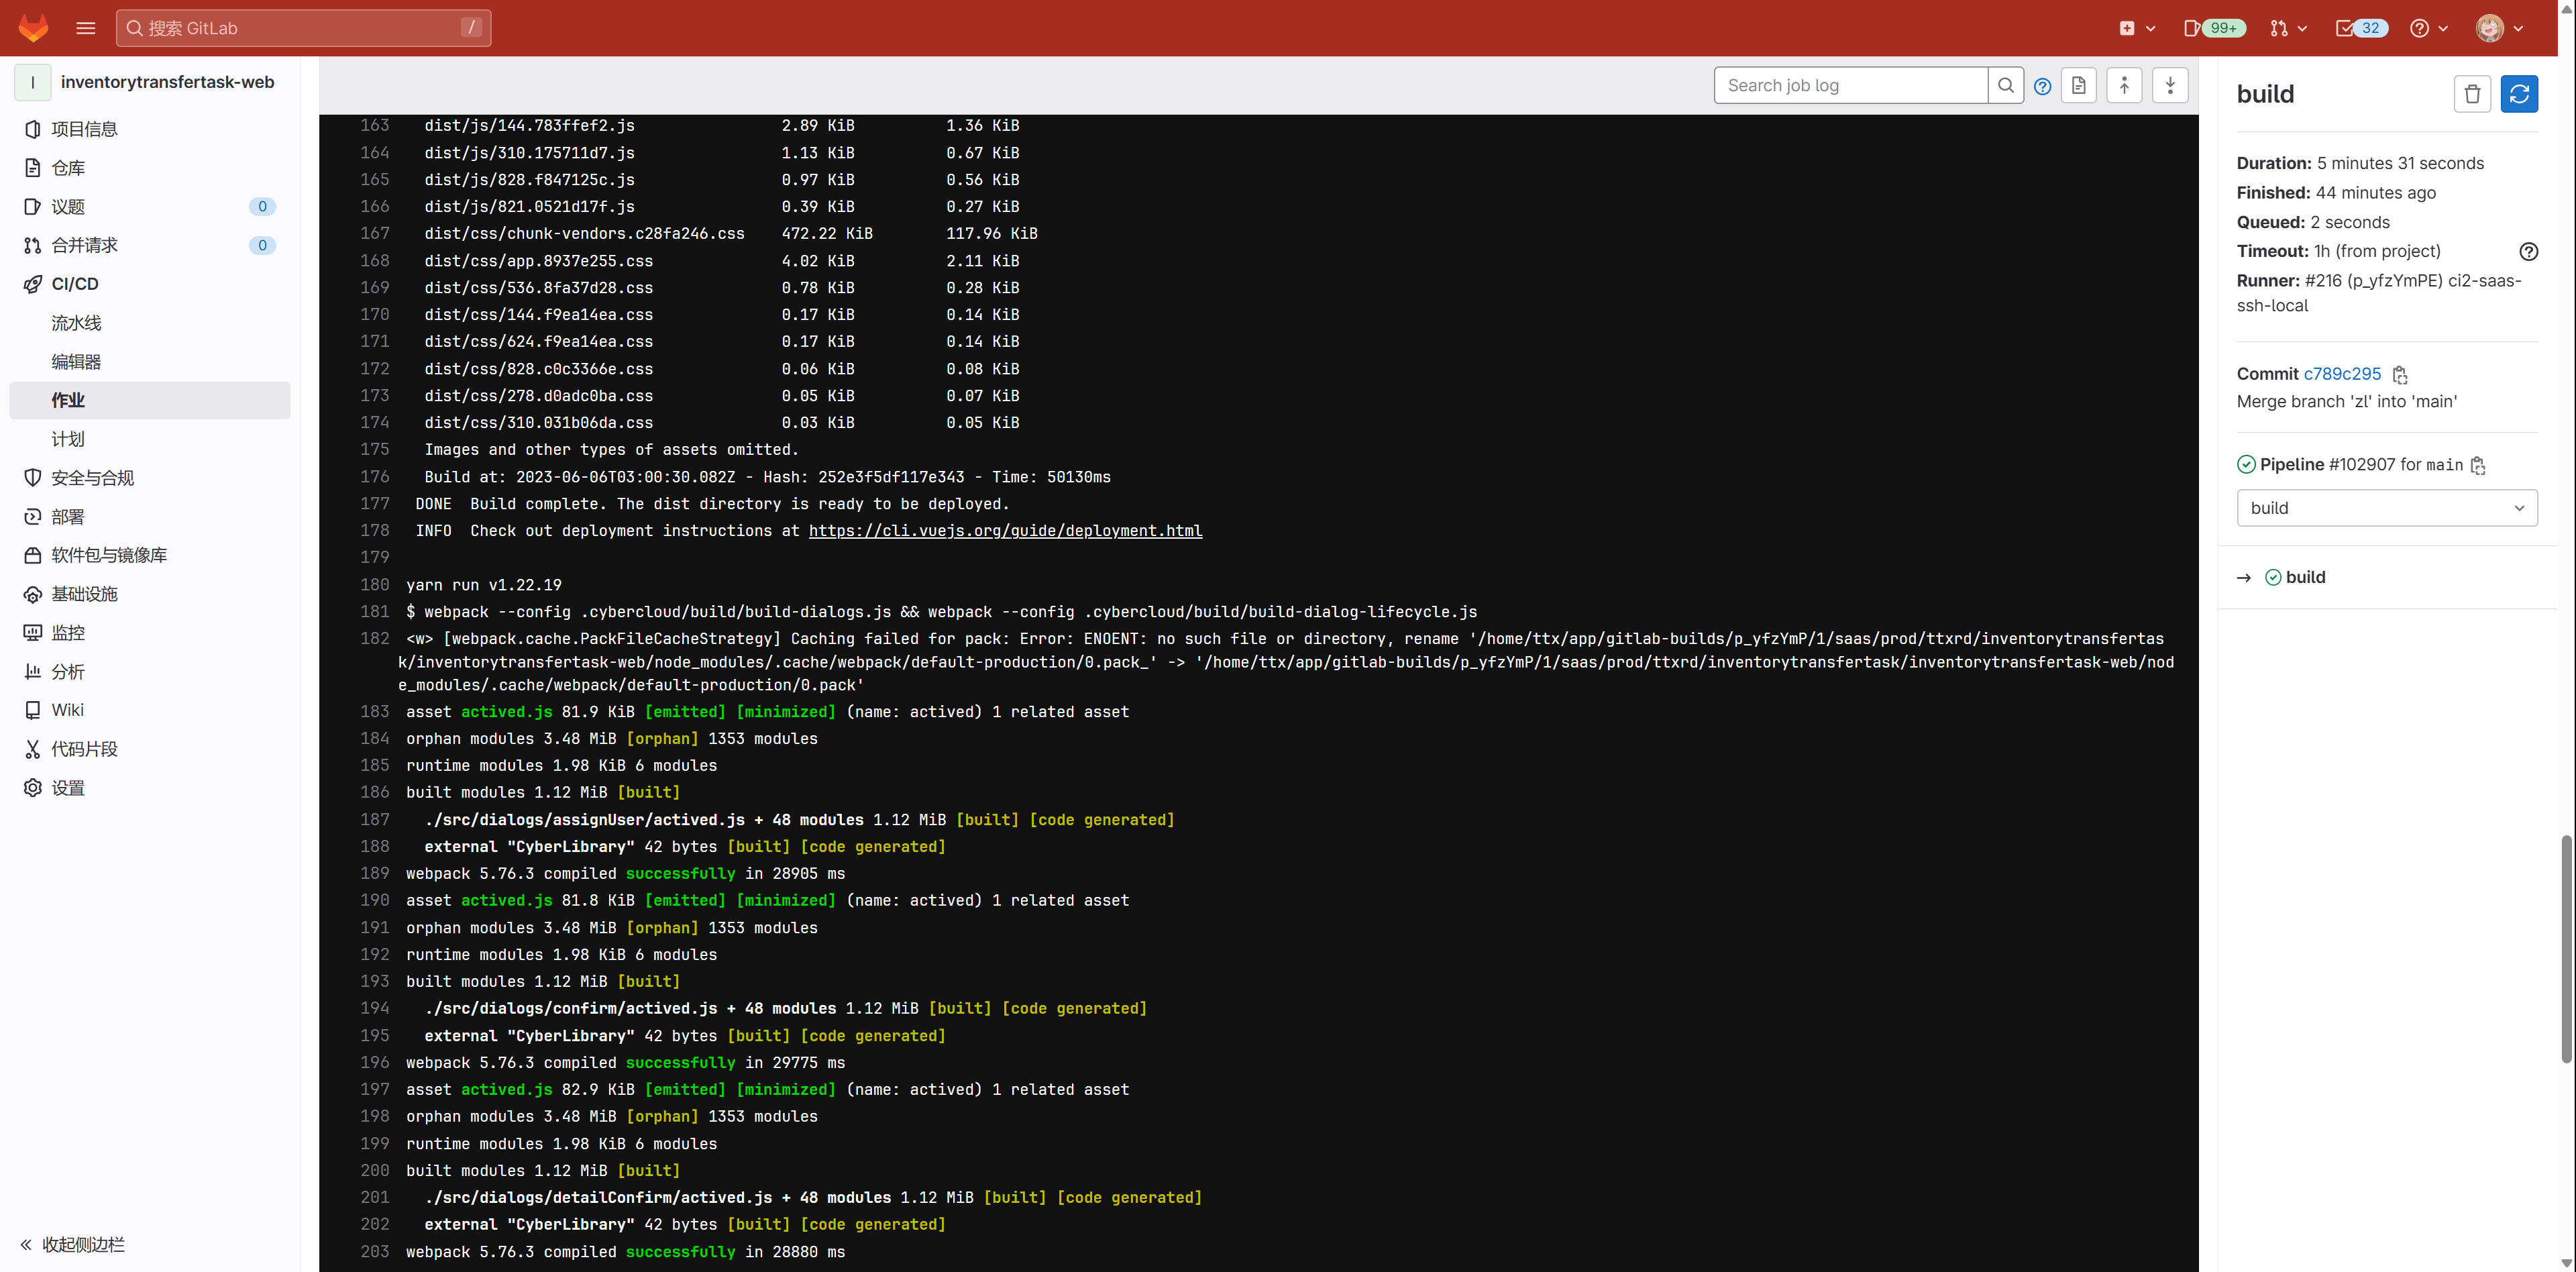 搜索 GitLab
/
99+
32
I
inventorytransfertask-web
项目信息
仓库
议题 0
合并请求 0
CI/CD
流水线
编辑器
作业
计划
安全与合规
部署
软件包与镜像库
基础设施
监控
分析
Wiki
代码片段
设置
收起侧边栏
Search job log
163 dist/js/144.783ffef2.js 2.89 KiB 1.36 KiB
164 dist/js/310.175711d7.js 1.13 KiB 0.67 KiB
165 dist/js/828.f847125c.js 0.97 KiB 0.56 KiB
166 dist/js/821.0521d17f.js 0.39 KiB 0.27 KiB
167 dist/css/chunk-vendors.c28fa246.css 472.22 KiB 117.96 KiB
168 dist/css/app.8937e255.css 4.02 KiB 2.11 KiB
169 dist/css/536.8fa37d28.css 0.78 KiB 0.28 KiB
170 dist/css/144.f9ea14ea.css 0.17 KiB 0.14 KiB
171 dist/css/624.f9ea14ea.css 0.17 KiB 0.14 KiB
172 dist/css/828.c0c3366e.css 0.06 KiB 0.08 KiB
173 dist/css/278.d0adc0ba.css 0.05 KiB 0.07 KiB
174 dist/css/310.031b06da.css 0.03 KiB 0.05 KiB
175 Images and other types of assets omitted.
176 Build at: 2023-06-06T03:00:30.082Z - Hash: 252e3f5df117e343 - Time: 50130ms
177 DONE Build complete. The dist directory is ready to be deployed.
178 INFO Check out deployment instructions at https://cli.vuejs.org/guide/deployment.html
179
180 yarn run v1.22.19
181 $ webpack --config .cybercloud/build/build-dialogs.js && webpack --config .cybercloud/build/build-dialog-lifecycle.js
182 <w> [webpack.cache.PackFileCacheStrategy] Caching failed for pack: Error: ENOENT: no such file or directory, rename '/home/ttx/app/gitlab-builds/p_yfzYmP/1/saas/prod/ttxrd/inventorytransfertas
k/inventorytransfertask-web/node_modules/.cache/webpack/default-production/0.pack_' -> '/home/ttx/app/gitlab-builds/p_yfzYmP/1/saas/prod/ttxrd/inventorytransfertask/inventorytransfertask-web/nod
e_modules/.cache/webpack/default-production/0.pack'
183 asset actived.js 81.9 KiB [emitted] [minimized] (name: actived) 1 related asset
184 orphan modules 3.48 MiB [orphan] 1353 modules
185 runtime modules 1.98 KiB 6 modules
186 built modules 1.12 MiB [built]
187 ./src/dialogs/assignUser/actived.js + 48 modules 1.12 MiB [built] [code generated]
188 external "CyberLibrary" 42 bytes [built] [code generated]
189 webpack 5.76.3 compiled successfully in 28905 ms
190 asset actived.js 81.8 KiB [emitted] [minimized] (name: actived) 1 related asset
191 orphan modules 3.48 MiB [orphan] 1353 modules
192 runtime modules 1.98 KiB 6 modules
193 built modules 1.12 MiB [built]
194 ./src/dialogs/confirm/actived.js + 48 modules 1.12 MiB [built] [code generated]
195 external "CyberLibrary" 42 bytes [built] [code generated]
196 webpack 5.76.3 compiled successfully in 29775 ms
197 asset actived.js 82.9 KiB [emitted] [minimized] (name: actived) 1 related asset
198 orphan modules 3.48 MiB [orphan] 1353 modules
199 runtime modules 1.98 KiB 6 modules
200 built modules 1.12 MiB [built]
201 ./src/dialogs/detailConfirm/actived.js + 48 modules 1.12 MiB [built] [code generated]
202 external "CyberLibrary" 42 bytes [built] [code generated]
203 webpack 5.76.3 compiled successfully in 28880 ms
build
Duration: 5 minutes 31 seconds
Finished: 44 minutes ago
Queued: 2 seconds
Timeout: 1h (from project)
Runner: #216 (p_yfzYmPE) ci2-saas-
ssh-local
Commit c789c295
Merge branch 'zl' into 'main'
Pipeline #102907 for main
build
→ build